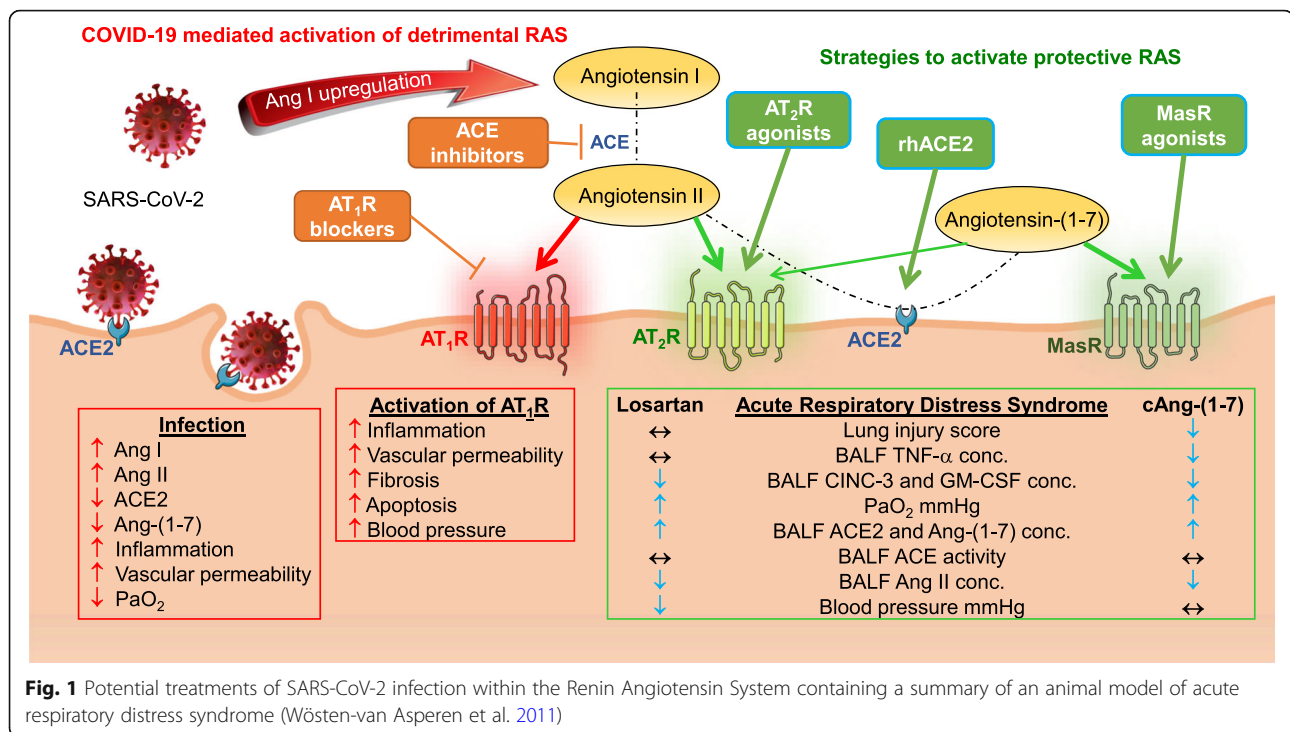 COVID-19 mediated activation of detrimental RAS
Ang I upregulation
SARS-CoV-2
Angiotensin I
ACE
inhibitors
ACE
Angiotensin II
AT₁R
blockers
Strategies to activate protective RAS
AT₂R
agonists
rhACE2
MasR
agonists
Angiotensin-(1-7)
ACE2
AT₁R
AT₂R
ACE2
MasR
Infection
↑ Ang I
↑ Ang II
↓ ACE2
↓ Ang-(1-7)
↑ Inflammation
↑ Vascular permeability
↓ PaO₂
Activation of AT₁R
↑ Inflammation
↑ Vascular permeability
↑ Fibrosis
↑ Apoptosis
↑ Blood pressure
Losartan Acute Respiratory Distress Syndrome cAng-(1-7)
↔ Lung injury score ↓
↔ BALF TNF-α conc. ↓
↓ BALF CINC-3 and GM-CSF conc. ↓
↑ PaO₂ mmHg ↑
↑ BALF ACE2 and Ang-(1-7) conc. ↑
↔ BALF ACE activity ↔
↓ BALF Ang II conc. ↓
↓ Blood pressure mmHg ↔
Fig. 1 Potential treatments of SARS-CoV-2 infection within the Renin Angiotensin System containing a summary of an animal model of acute
respiratory distress syndrome (Wösten-van Asperen et al. 2011)